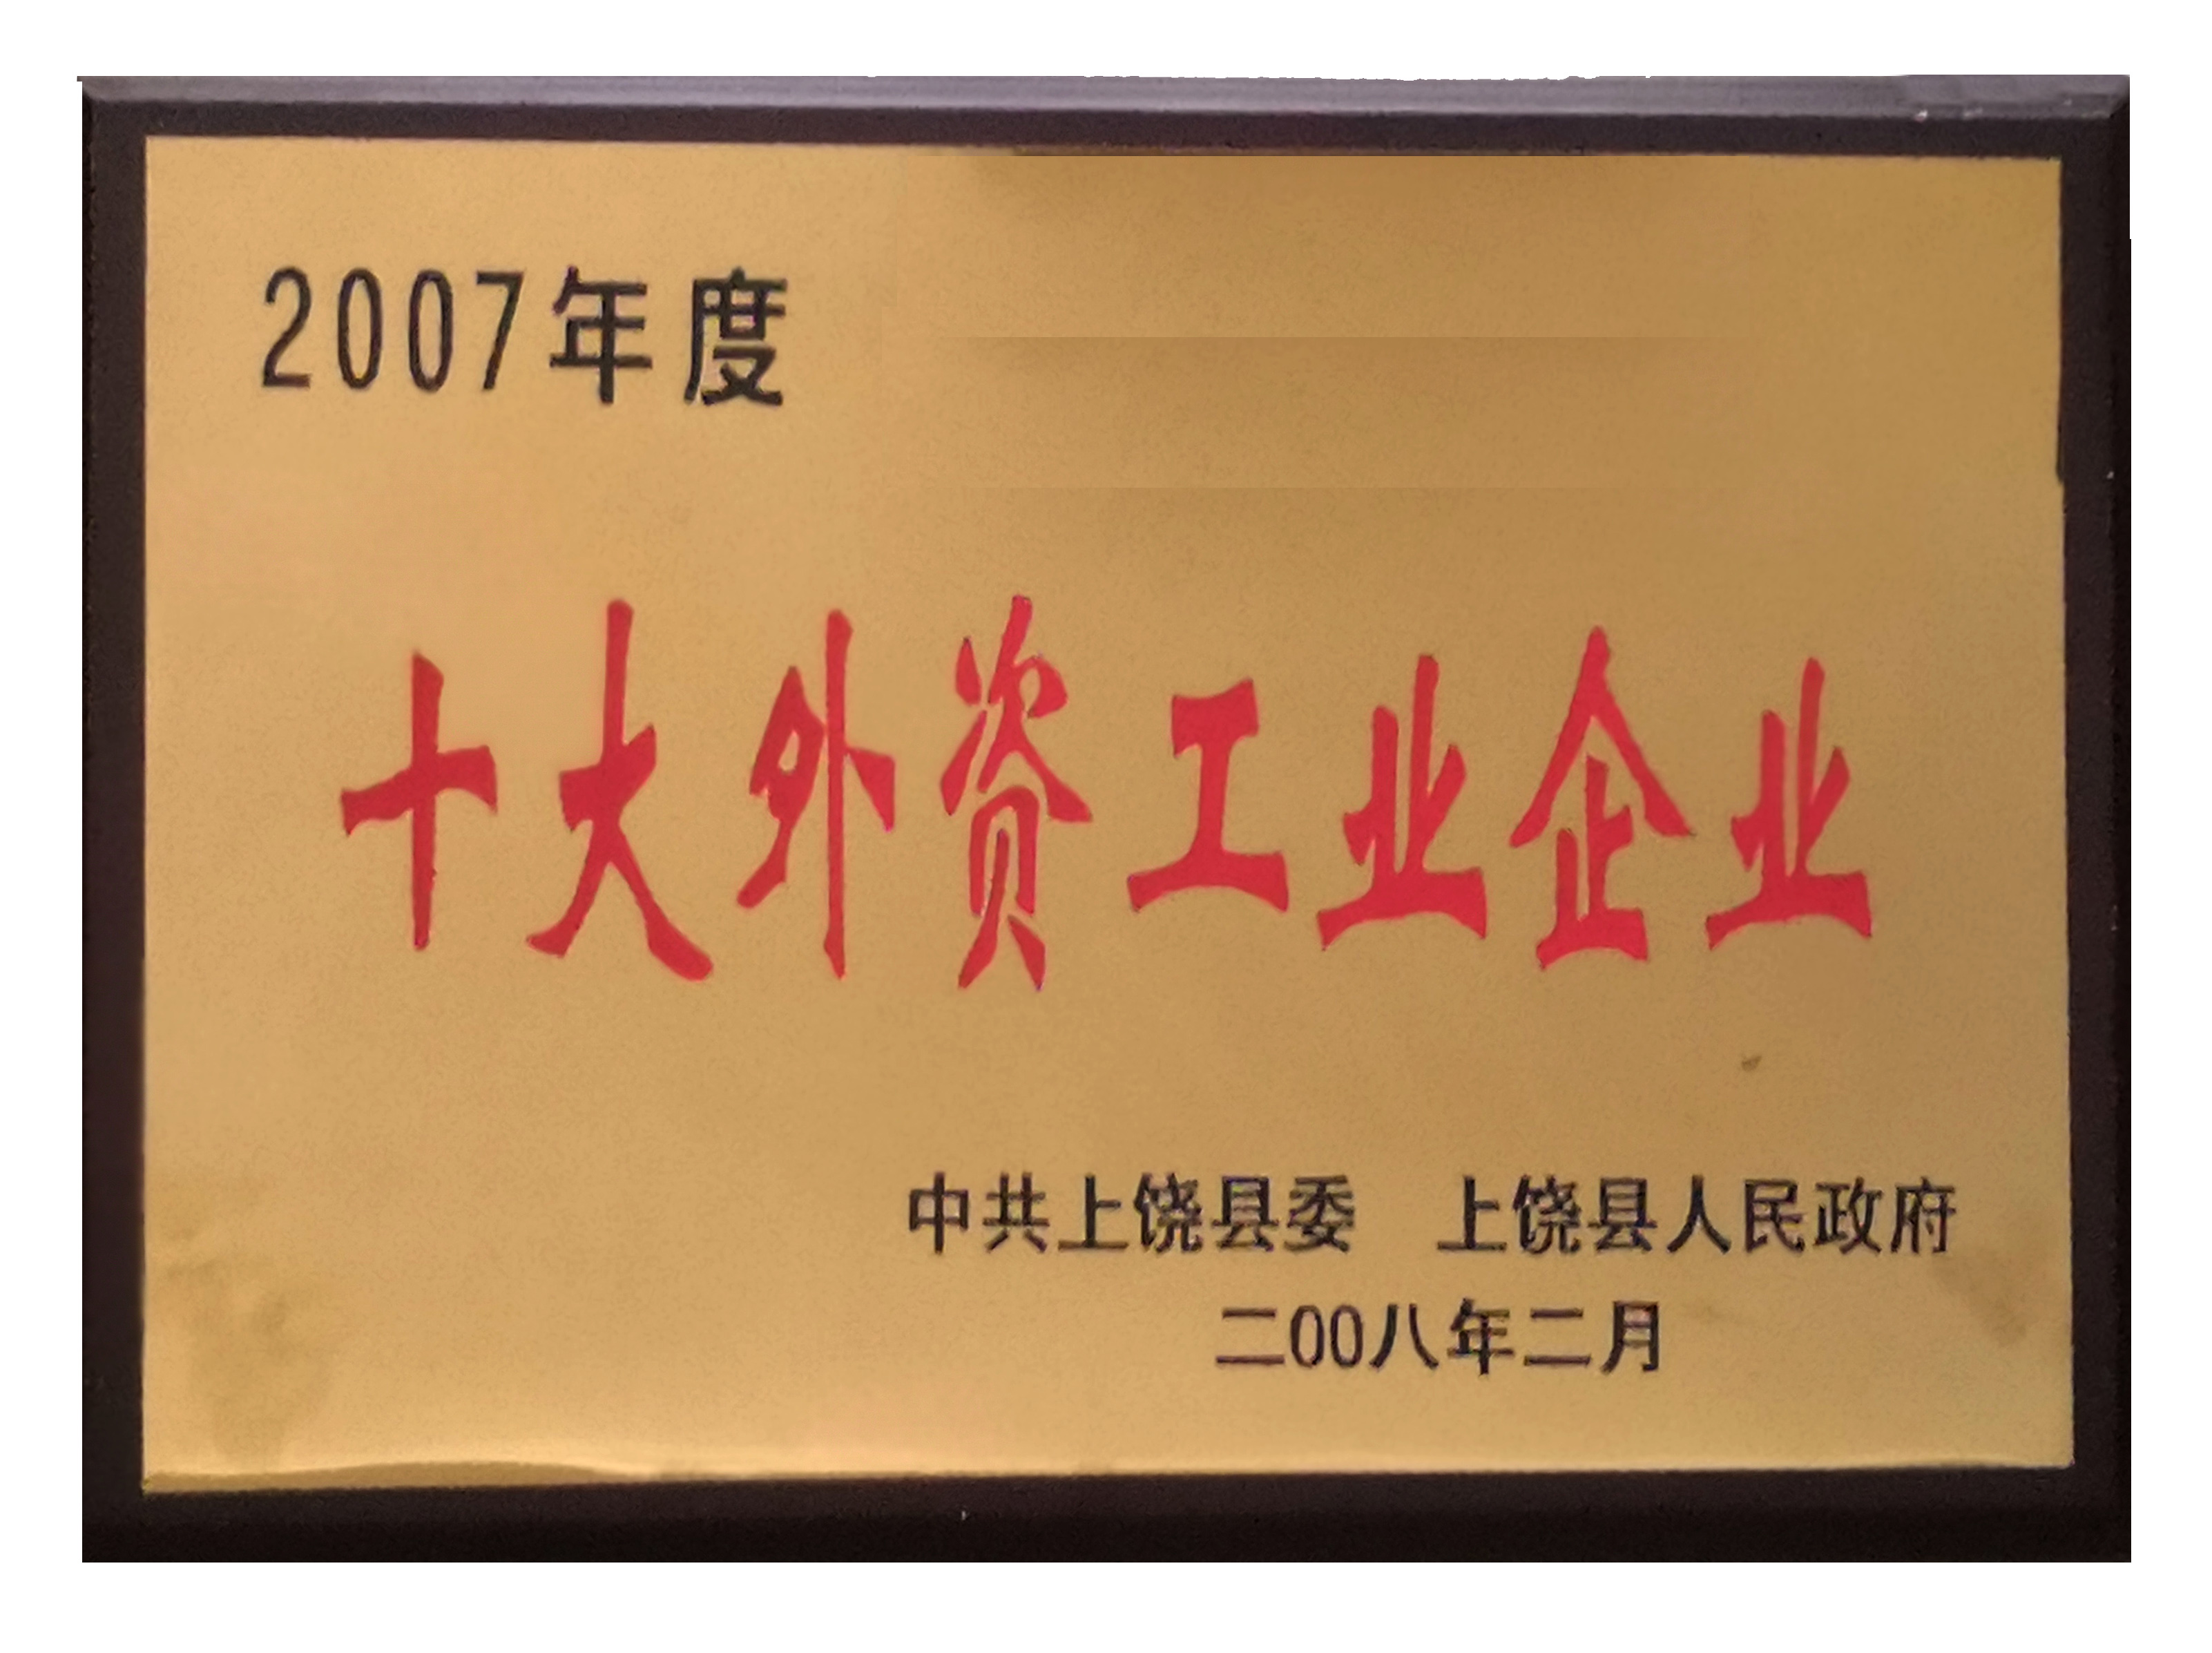 2007年度
十大外资工业企业
中共上饶县委　上饶县人民政府
二00八年二月